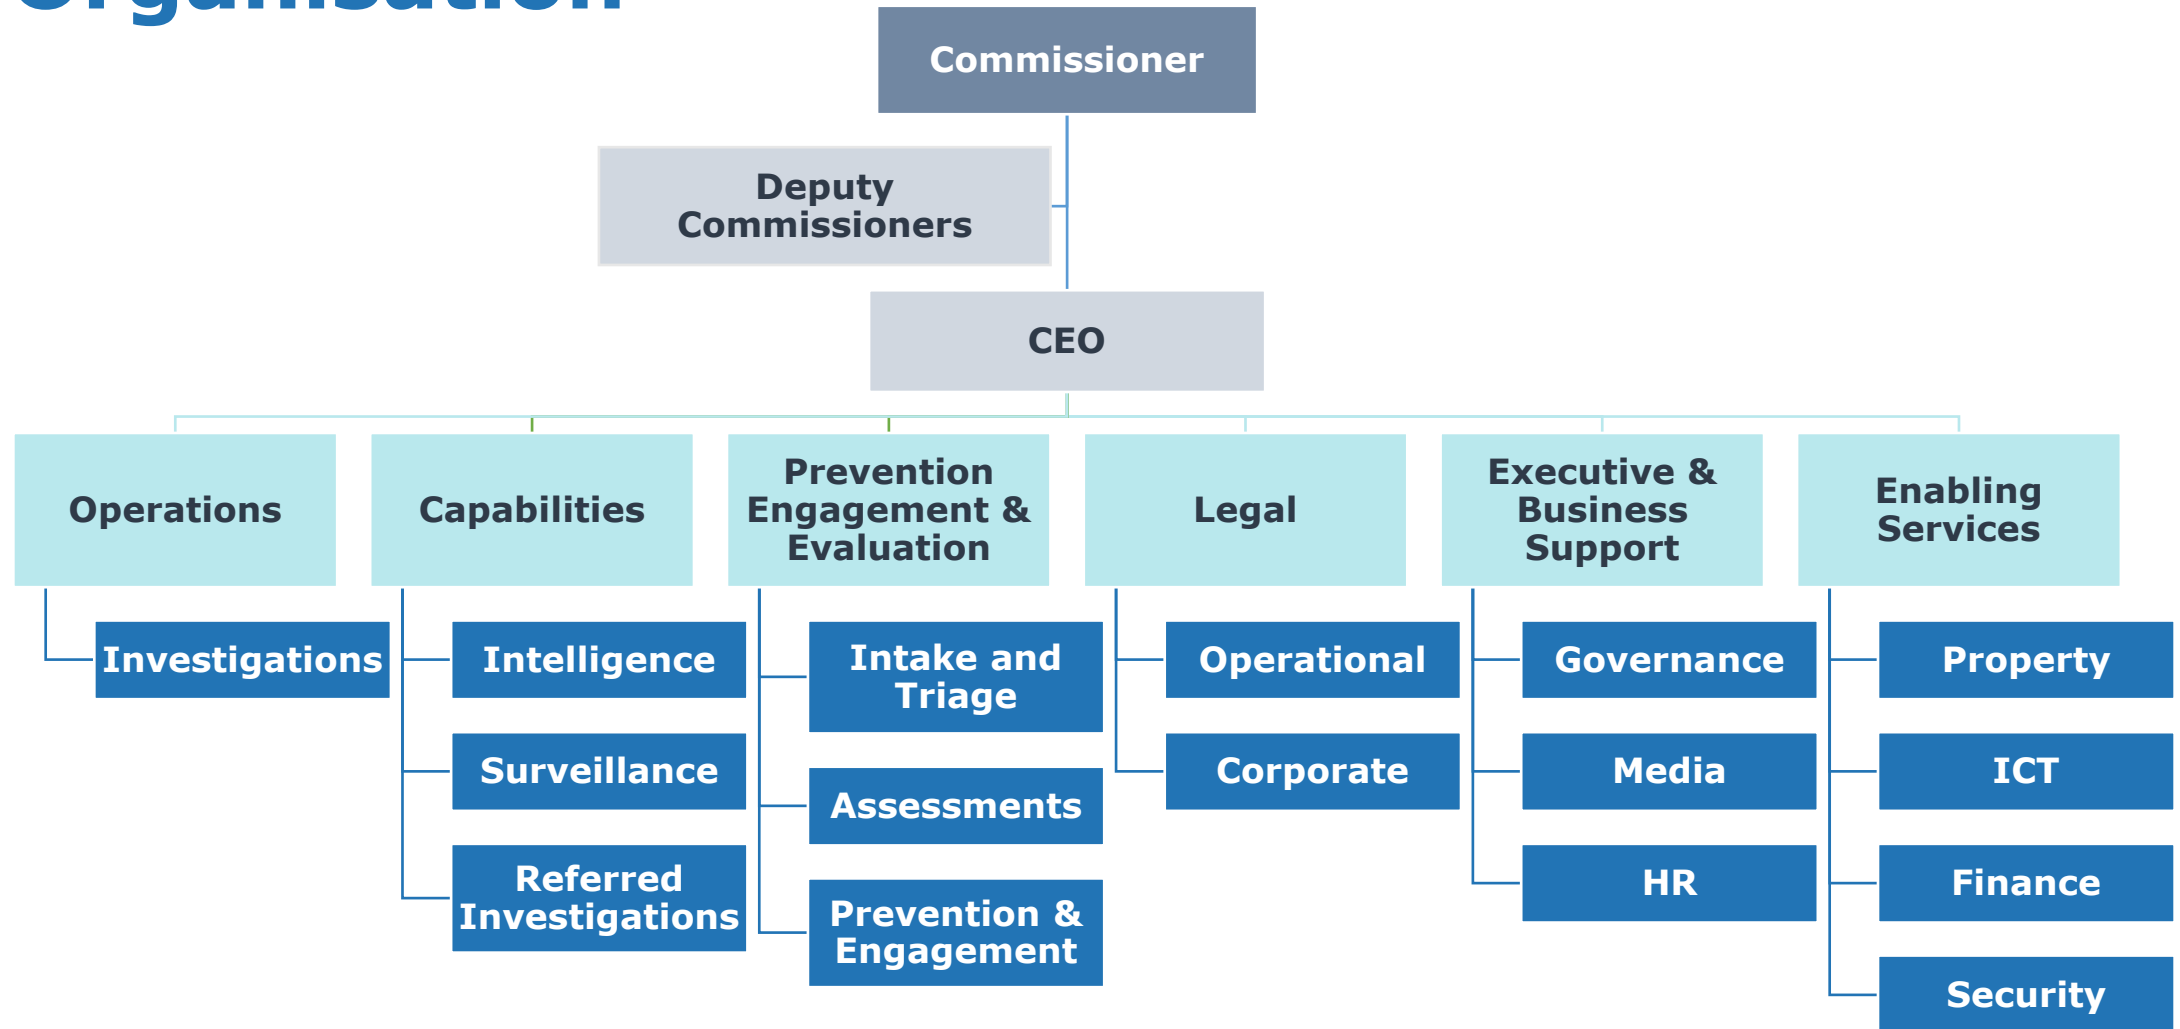 Organisation
Commissioner
Deputy
Commissioners
CEO
Operations
Capabilities
Prevention
Engagement &
Evaluation
Legal
Executive &
Business
Support
Enabling
Services
Investigations
Intelligence
Surveillance
Referred
Investigations
Intake and
Triage
Assessments
Prevention &
Engagement
Operational
Corporate
Governance
Media
HR
Property
ICT
Finance
Security